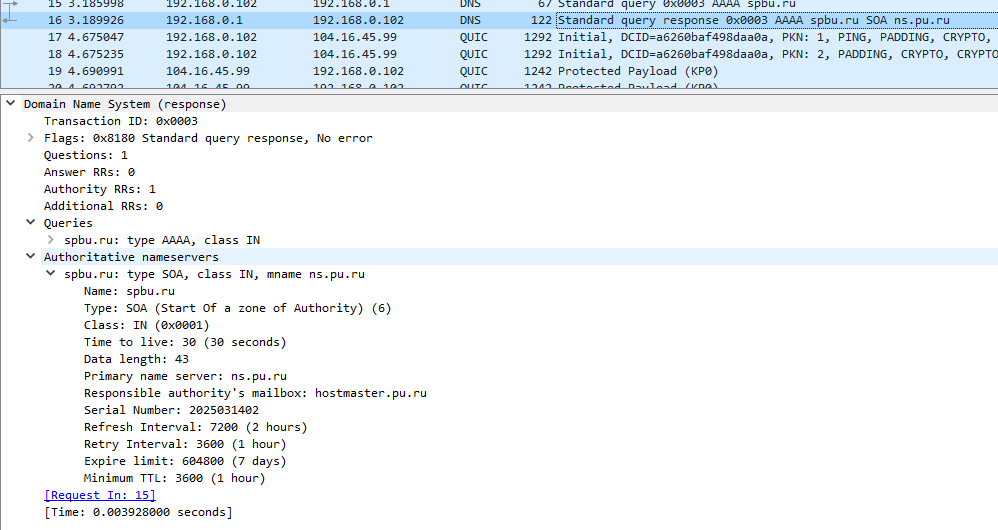 15 3.185998 192.168.0.102 192.168.0.1 DNS 67 Standard query 0x0003 AAAA spbu.ru
16 3.189926 192.168.0.1 192.168.0.102 DNS 122 Standard query response 0x0003 AAAA spbu.ru SOA ns.pu.ru
17 4.675047 192.168.0.102 104.16.45.99 QUIC 1292 Initial, DCID=a6260baf498daa0a, PKN: 1, PING, PADDING, CRYPTO,
18 4.675235 192.168.0.102 104.16.45.99 QUIC 1292 Initial, DCID=a6260baf498daa0a, PKN: 2, PADDING, CRYPTO, CRYPTO
19 4.690991 104.16.45.99 192.168.0.102 QUIC 1242 Protected Payload (KP0)
20 4.692792 104.16.45.99 192.168.0.102 QUIC 1242 Protected Payload (KP0)
Domain Name System (response)
Transaction ID: 0x0003
Flags: 0x8180 Standard query response, No error
Questions: 1
Answer RRs: 0
Authority RRs: 1
Additional RRs: 0
Queries
spbu.ru: type AAAA, class IN
Authoritative nameservers
spbu.ru: type SOA, class IN, mname ns.pu.ru
Name: spbu.ru
Type: SOA (Start Of a zone of Authority) (6)
Class: IN (0x0001)
Time to live: 30 (30 seconds)
Data length: 43
Primary name server: ns.pu.ru
Responsible authority's mailbox: hostmaster.pu.ru
Serial Number: 2025031402
Refresh Interval: 7200 (2 hours)
Retry Interval: 3600 (1 hour)
Expire limit: 604800 (7 days)
Minimum TTL: 3600 (1 hour)
[Request In: 15]
[Time: 0.003928000 seconds]